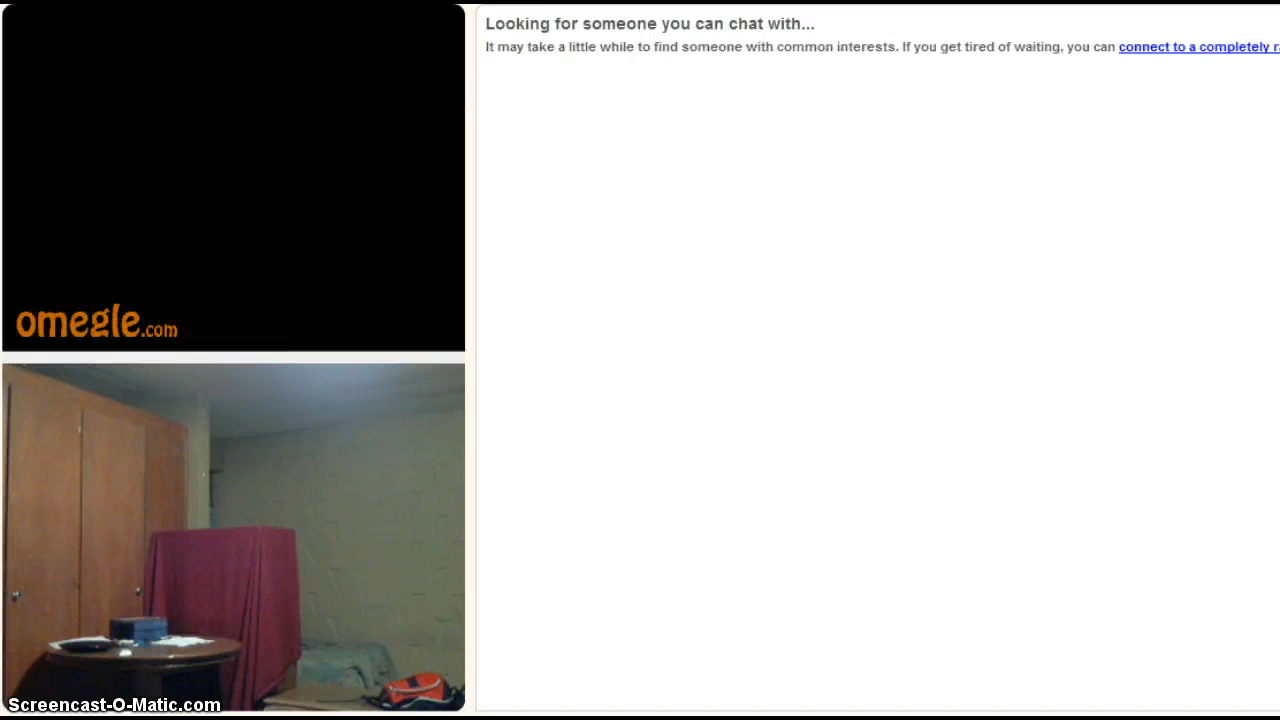 Looking for someone you can chat with...
It may take a little while to find someone with common interests. If you get tired of waiting, you can connect to a completely
omegle.com
Screencast-O-Matic.com